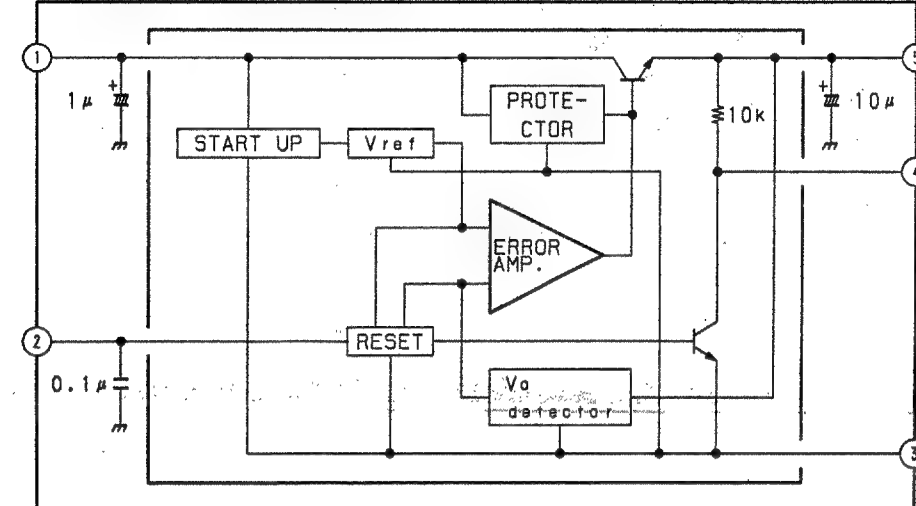 1
5
1μ
PROTE-
CTOR
10k
10μ
START UP
Vref
4
ERROR
AMP.
2
RESET
0.1μ
Va
detector
3